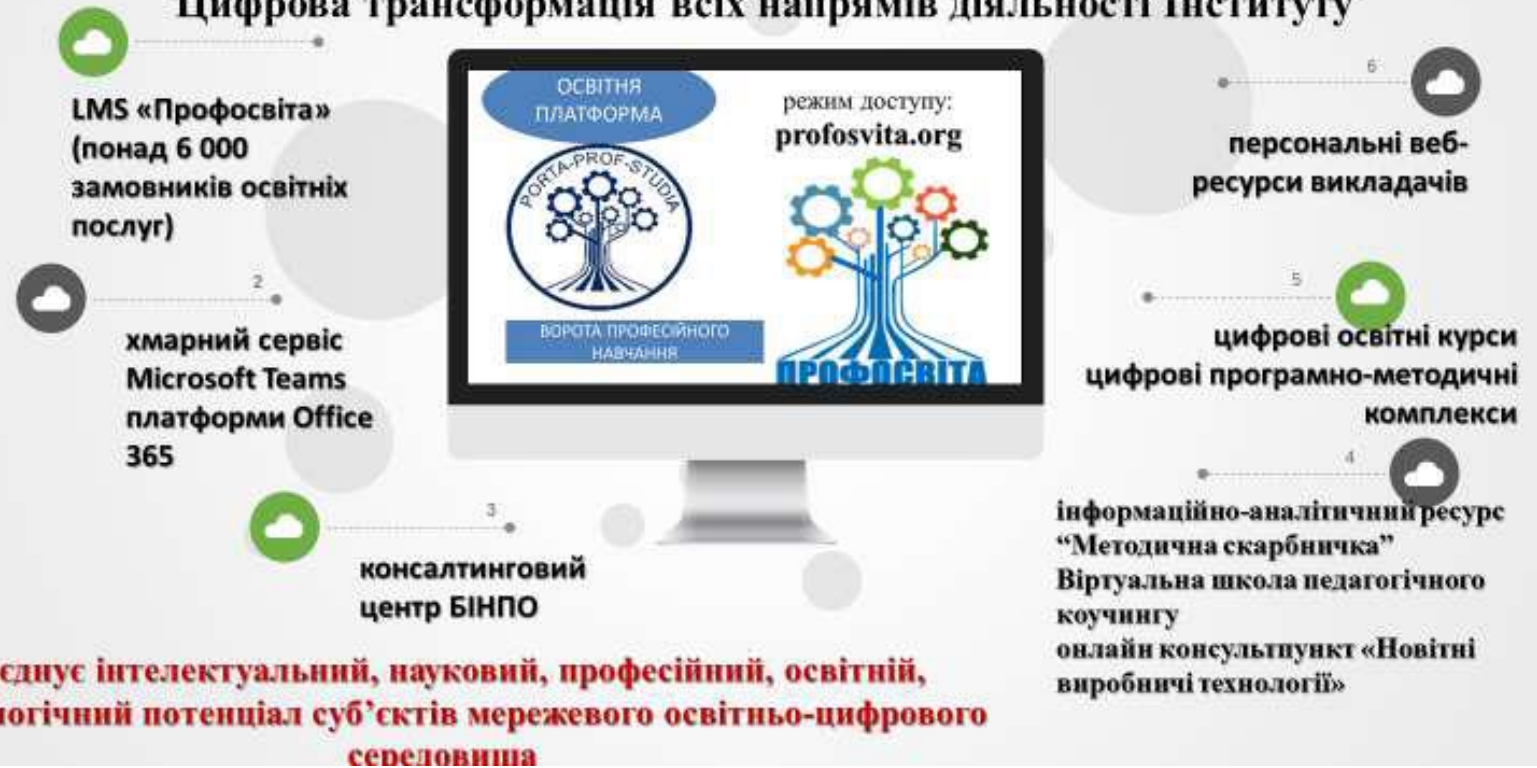 Цифрова трансформація всіх напрямів діяльності Інституту
LMS «Профосвіта»
(понад 6 000
замовників освітніх
послуг)
2
хмарний сервіс
Microsoft Teams
платформи Office
365
3
консалтинговий
центр БІНПО
ОСВІТНЯ
ПЛАТФОРМА
PORTA-PROF-STUDIA
ВОРОТА ПРОФЕСІЙНОГО
НАВЧАННЯ
режим доступу:
profosvita.org
ПРОФОСВІТА
6
персональні веб-
ресурси викладачів
5
цифрові освітні курси
цифрові програмно-методичні
комплекси
4
інформаційно-аналітичний ресурс
“Методична скарбничка”
Віртуальна школа педагогічного
коучингу
онлайн консультпункт «Новітні
виробничі технології»
єднує інтелектуальний, науковий, професійний, освітній,
логічний потенціал суб’єктів мережевого освітньо-цифрового
середовища